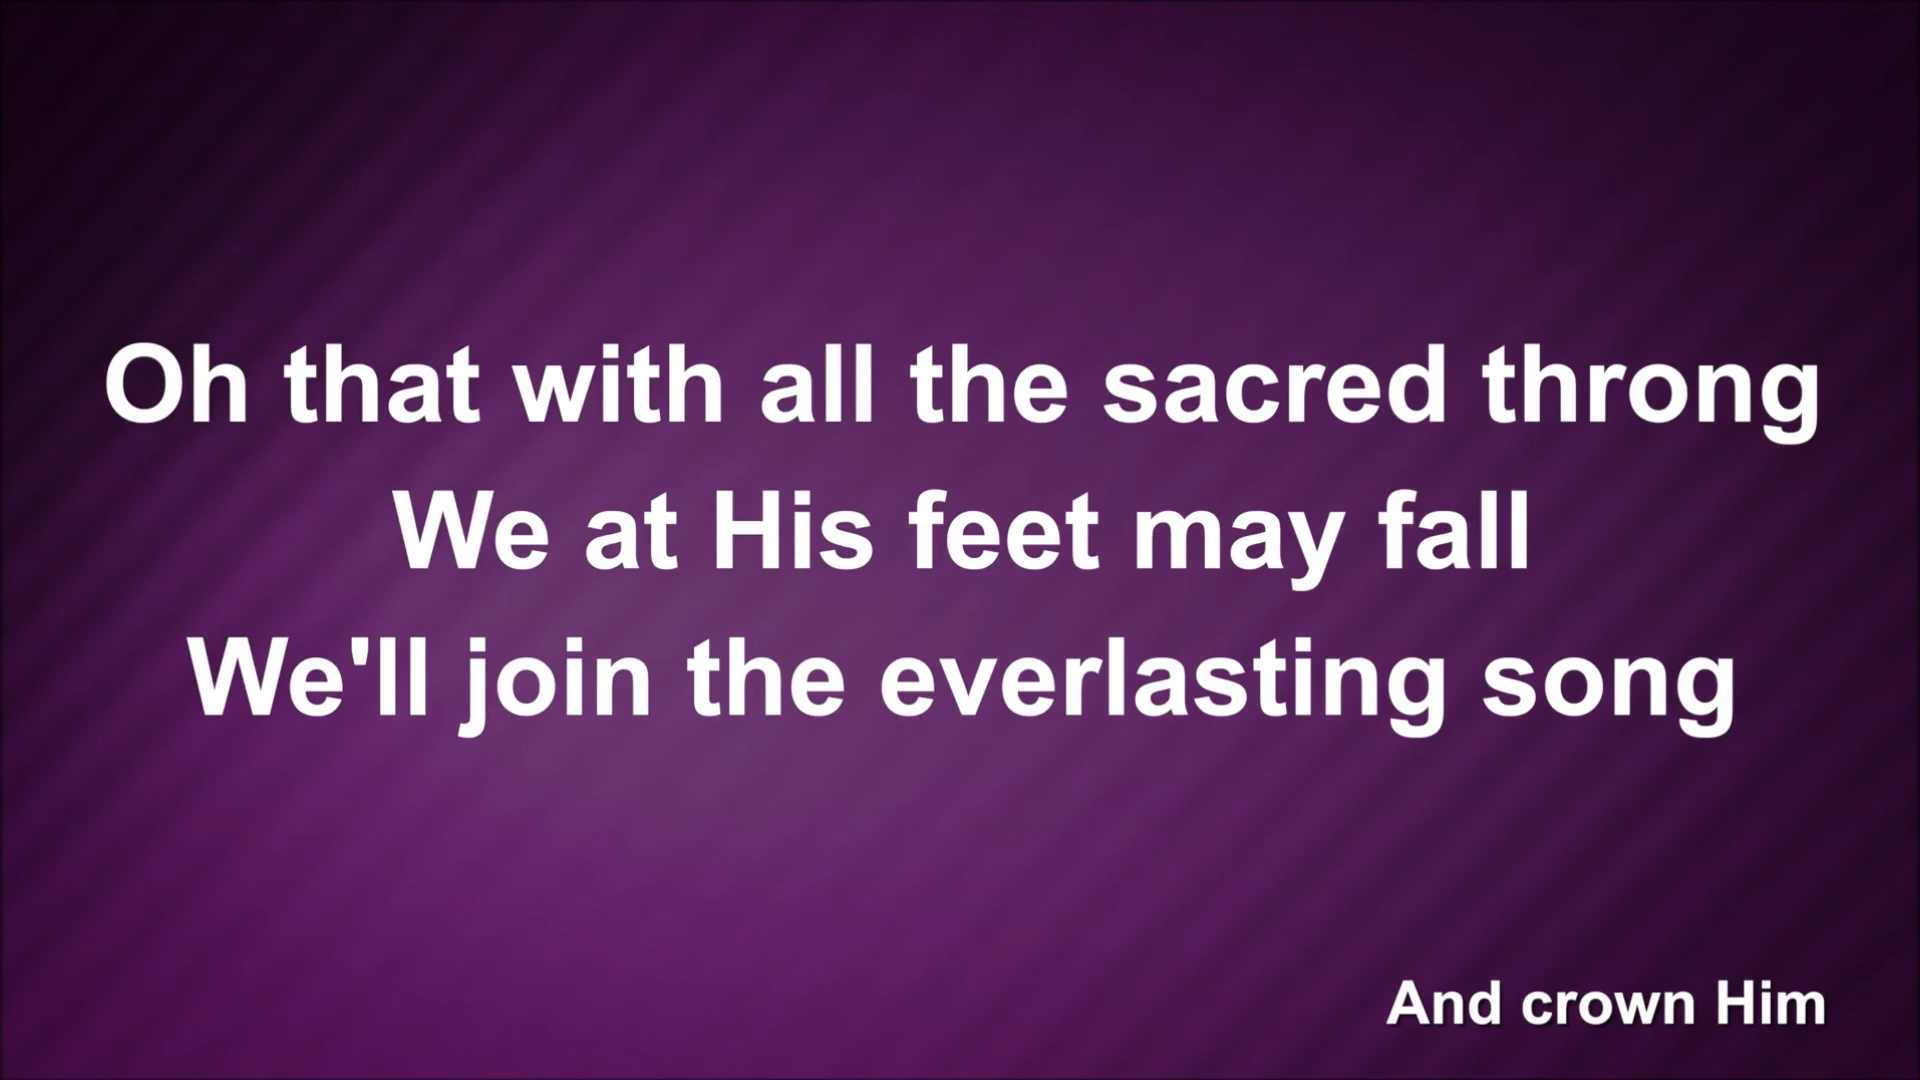 Oh that with all the sacred throng
We at His feet may fall
We'll join the everlasting song
And crown Him